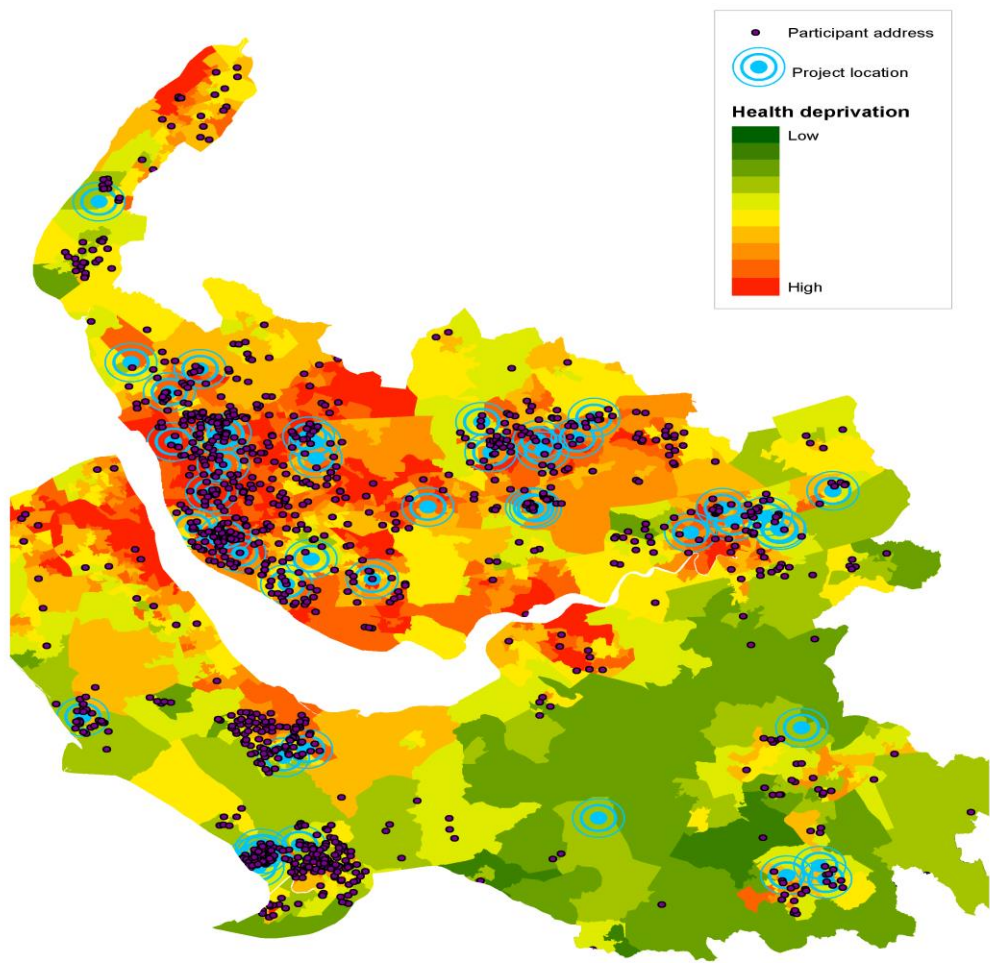 Participant address
Project location
Health deprivation
Low
High